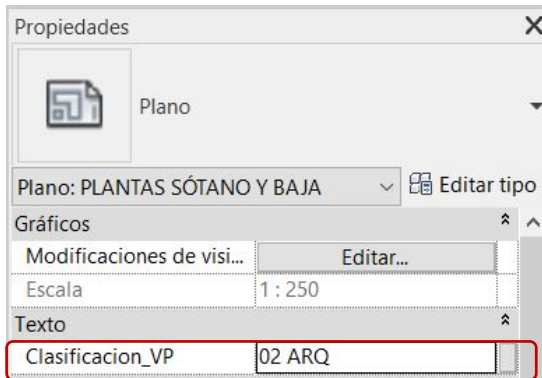 Propiedades X
Plano
Plano: PLANTAS SÓTANO Y BAJA Editar tipo
Gráficos
Modificaciones de visi... Editar...
Escala 1 : 250
Texto
Clasificacion_VP 02 ARQ